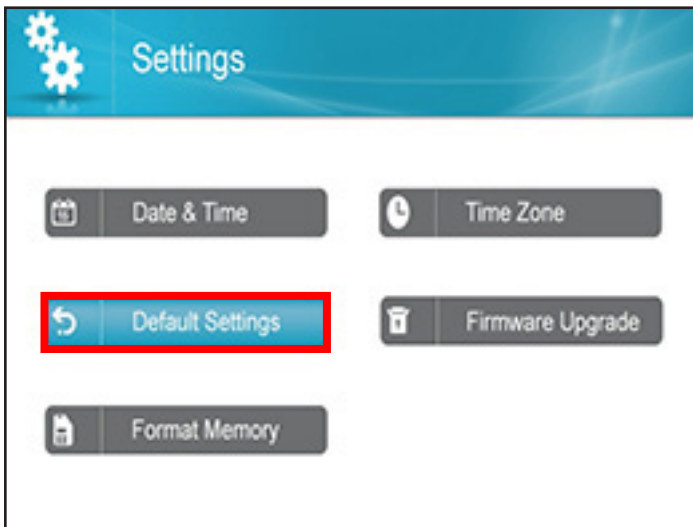 Settings
Date & Time
Time Zone
Default Settings
Firmware Upgrade
Format Memory